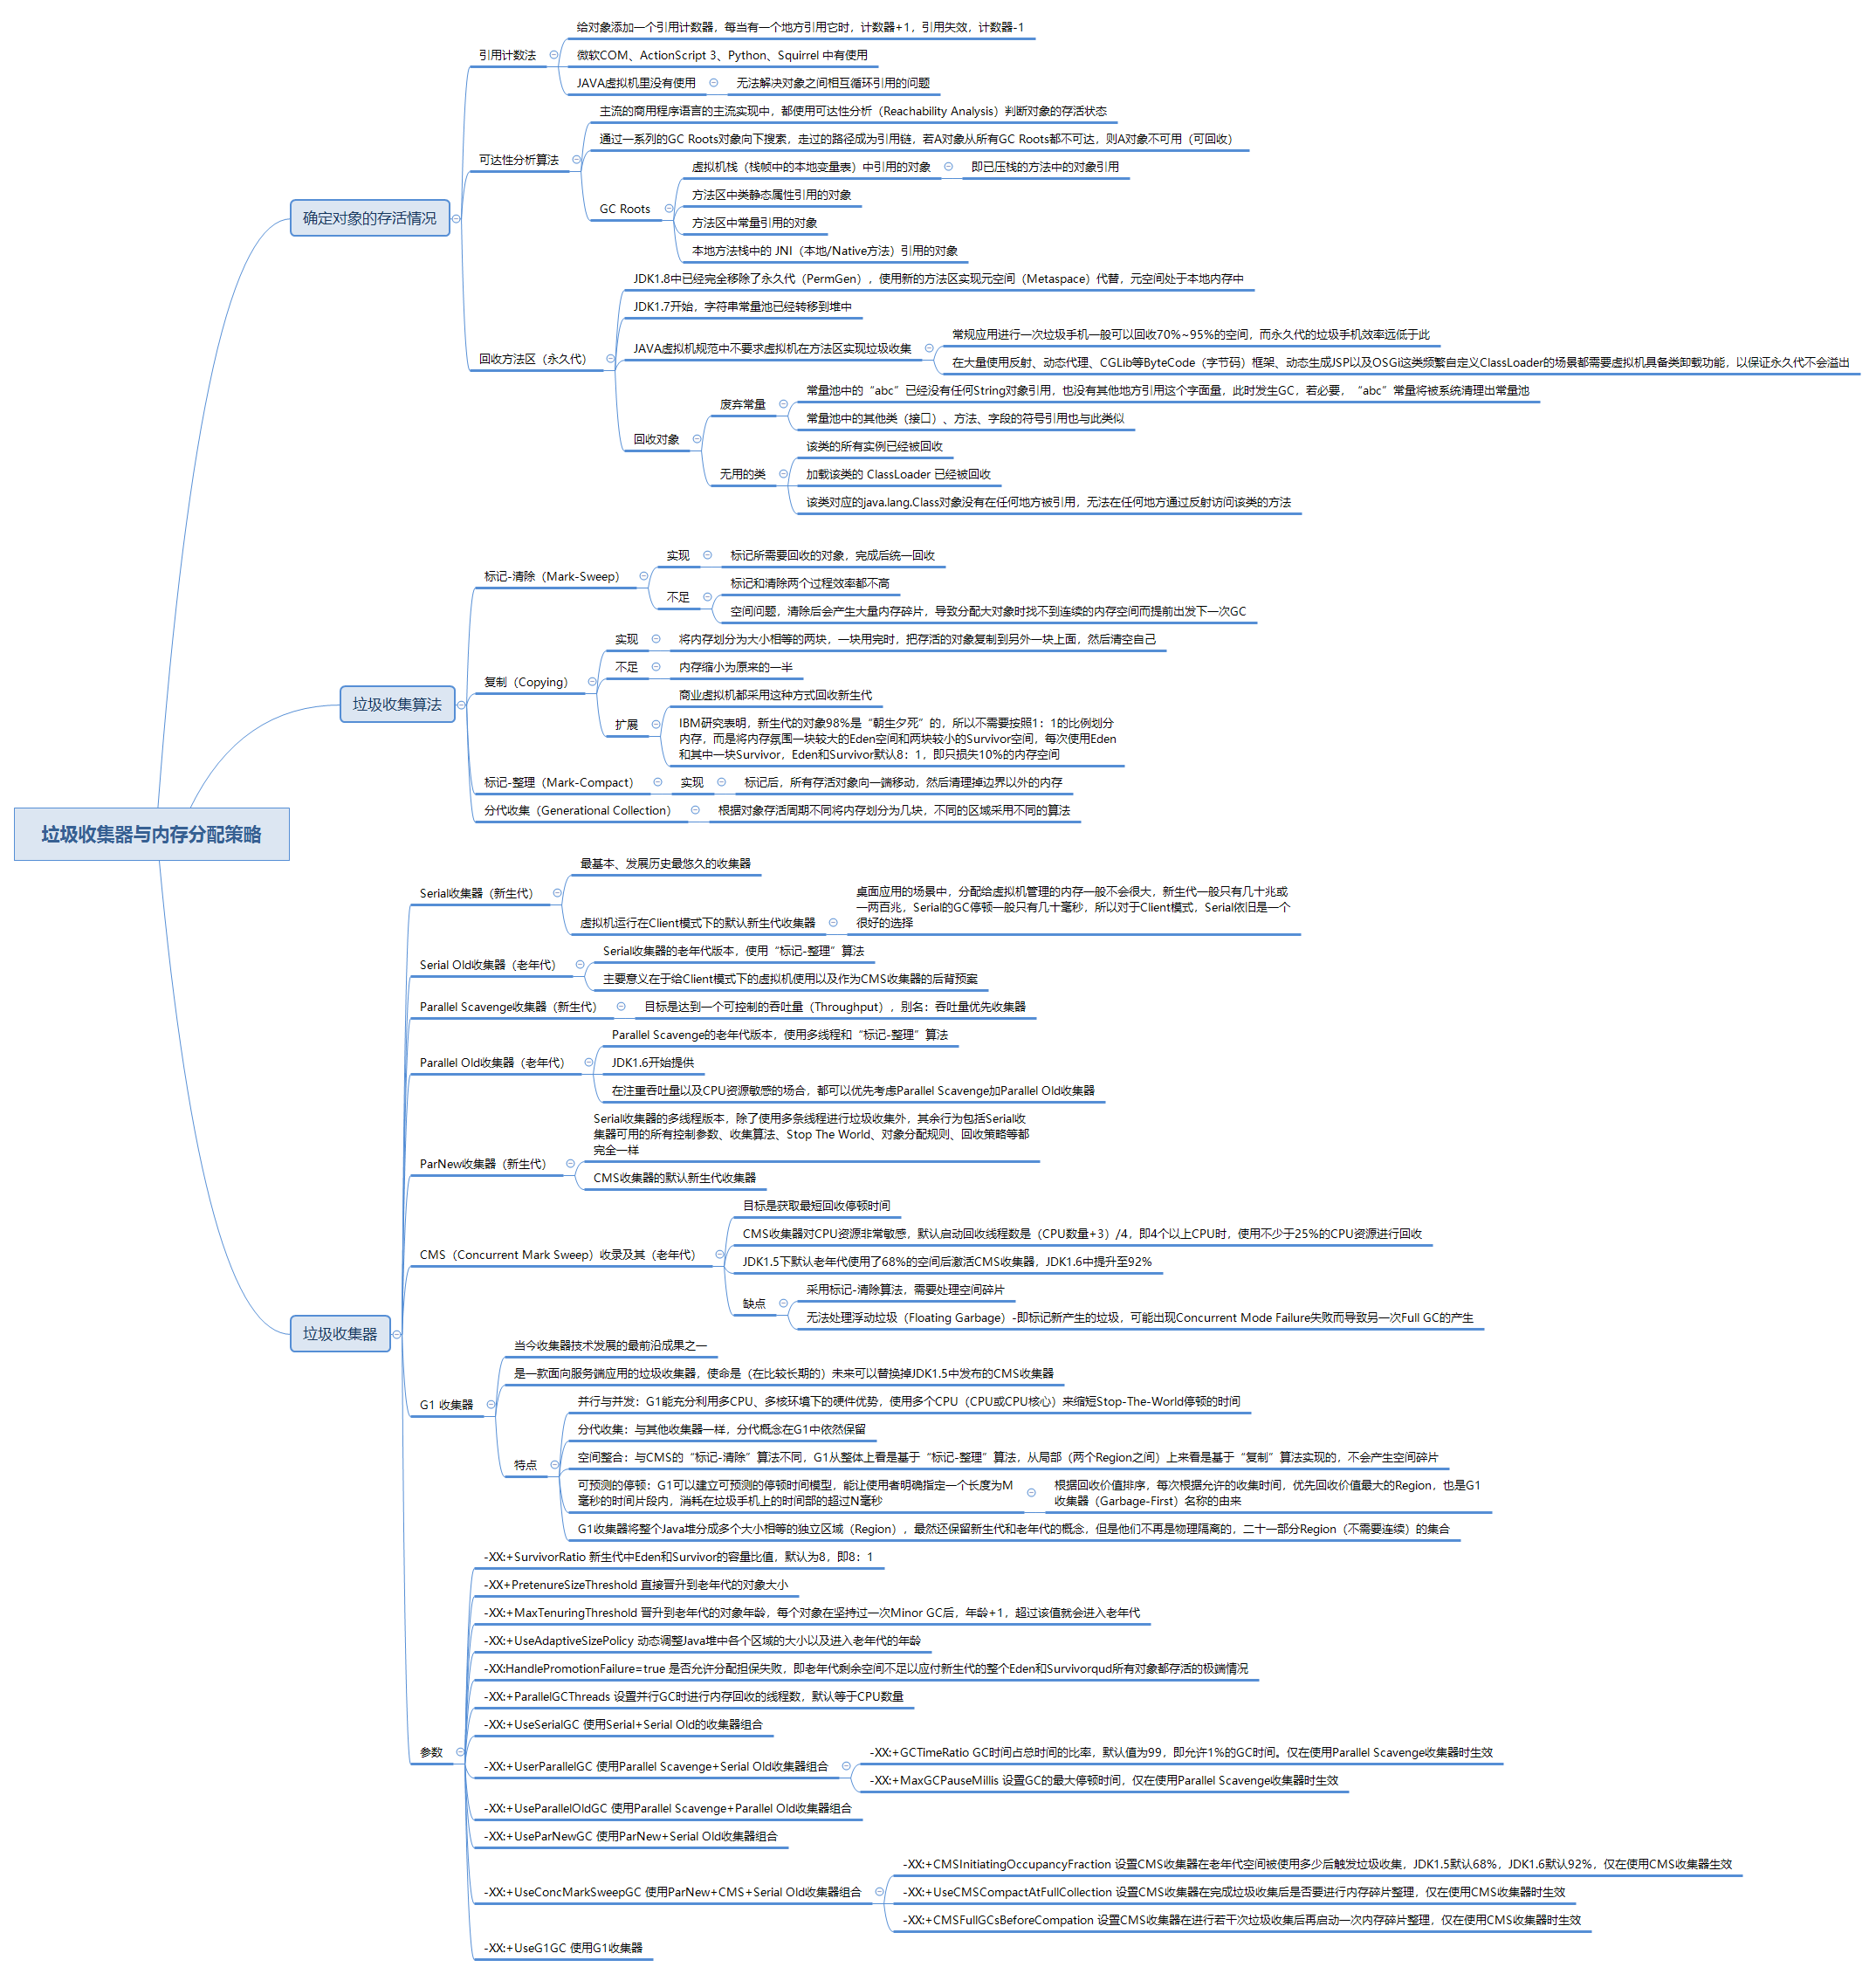 垃圾收集器与内存分配策略
确定对象的存活情况
引用计数法
给对象添加一个引用计数器，每当有一个地方引用它时，计数器+1，引用失效，计数器-1
微软COM、ActionScript 3、Python、Squirrel 中有使用
JAVA虚拟机里没有使用
无法解决对象之间相互循环引用的问题
可达性分析算法
主流的商用程序语言的主流实现中，都使用可达性分析（Reachability Analysis）判断对象的存活状态
通过一系列的GC Roots对象向下搜索，走过的路径成为引用链，若A对象从所有GC Roots都不可达，则A对象不可用（可回收）
GC Roots
虚拟机栈（栈帧中的本地变量表）中引用的对象
即已压栈的方法中的对象引用
方法区中类静态属性引用的对象
方法区中常量引用的对象
本地方法栈中的 JNI（本地/Native方法）引用的对象
回收方法区（永久代）
JDK1.8中已经完全移除了永久代（PermGen），使用新的方法区实现元空间（Metaspace）代替，元空间处于本地内存中
JDK1.7开始，字符串常量池已经转移到堆中
JAVA虚拟机规范中不要求虚拟机在方法区实现垃圾收集
常规应用进行一次垃圾手机一般可以回收70%~95%的空间，而永久代的垃圾手机效率远低于此
在大量使用反射、动态代理、CGLib等ByteCode（字节码）框架、动态生成JSP以及OSGi这类频繁自定义ClassLoader的场景都需要虚拟机具备类卸载功能，以保证永久代不会溢出
回收对象
废弃常量
常量池中的“abc”已经没有任何String对象引用，也没有其他地方引用这个字面量，此时发生GC，若必要，“abc”常量将被系统清理出常量池
常量池中的其他类（接口）、方法、字段的符号引用也与此类似
无用的类
该类的所有实例已经被回收
加载该类的 ClassLoader 已经被回收
该类对应的java.lang.Class对象没有在任何地方被引用，无法在任何地方通过反射访问该类的方法
垃圾收集算法
标记-清除（Mark-Sweep）
实现
标记所需要回收的对象，完成后统一回收
不足
标记和清除两个过程效率都不高
空间问题，清除后会产生大量内存碎片，导致分配大对象时找不到连续的内存空间而提前出发下一次GC
复制（Copying）
实现
将内存划分为大小相等的两块，一块用完时，把存活的对象复制到另外一块上面，然后清空自己
不足
内存缩小为原来的一半
扩展
商业虚拟机都采用这种方式回收新生代
IBM研究表明，新生代的对象98%是“朝生夕死”的，所以不需要按照1：1的比例划分
内存，而是将内存氛围一块较大的Eden空间和两块较小的Survivor空间，每次使用Eden
和其中一块Survivor，Eden和Survivor默认8：1，即只损失10%的内存空间
标记-整理（Mark-Compact）
实现
标记后，所有存活对象向一端移动，然后清理掉边界以外的内存
分代收集（Generational Collection）
根据对象存活周期不同将内存划分为几块，不同的区域采用不同的算法
垃圾收集器
Serial收集器（新生代）
最基本、发展历史最悠久的收集器
虚拟机运行在Client模式下的默认新生代收集器
桌面应用的场景中，分配给虚拟机管理的内存一般不会很大，新生代一般只有几十兆或
一两百兆，Serial的GC停顿一般只有几十毫秒，所以对于Client模式，Serial依旧是一个
很好的选择
Serial Old收集器（老年代）
Serial收集器的老年代版本，使用“标记-整理”算法
主要意义在于给Client模式下的虚拟机使用以及作为CMS收集器的后背预案
Parallel Scavenge收集器（新生代）
目标是达到一个可控制的吞吐量（Throughput），别名：吞吐量优先收集器
Parallel Old收集器（老年代）
Parallel Scavenge的老年代版本，使用多线程和“标记-整理”算法
JDK1.6开始提供
在注重吞吐量以及CPU资源敏感的场合，都可以优先考虑Parallel Scavenge加Parallel Old收集器
ParNew收集器（新生代）
Serial收集器的多线程版本，除了使用多条线程进行垃圾收集外，其余行为包括Serial收
集器可用的所有控制参数、收集算法、Stop The World、对象分配规则、回收策略等都
完全一样
CMS收集器的默认新生代收集器
CMS（Concurrent Mark Sweep）收录及其（老年代）
目标是获取最短回收停顿时间
CMS收集器对CPU资源非常敏感，默认启动回收线程数是（CPU数量+3）/4，即4个以上CPU时，使用不少于25%的CPU资源进行回收
JDK1.5下默认老年代使用了68%的空间后激活CMS收集器，JDK1.6中提升至92%
缺点
采用标记-清除算法，需要处理空间碎片
无法处理浮动垃圾（Floating Garbage）-即标记新产生的垃圾，可能出现Concurrent Mode Failure失败而导致另一次Full GC的产生
G1 收集器
当今收集器技术发展的最前沿成果之一
是一款面向服务端应用的垃圾收集器，使命是（在比较长期的）未来可以替换掉JDK1.5中发布的CMS收集器
特点
并行与并发：G1能充分利用多CPU、多核环境下的硬件优势，使用多个CPU（CPU或CPU核心）来缩短Stop-The-World停顿的时间
分代收集：与其他收集器一样，分代概念在G1中依然保留
空间整合：与CMS的“标记-清除”算法不同，G1从整体上看是基于“标记-整理”算法，从局部（两个Region之间）上来看是基于“复制”算法实现的，不会产生空间碎片
可预测的停顿：G1可以建立可预测的停顿时间模型，能让使用者明确指定一个长度为M
毫秒的时间片段内，消耗在垃圾手机上的时间部的超过N毫秒
根据回收价值排序，每次根据允许的收集时间，优先回收价值最大的Region，也是G1
收集器（Garbage-First）名称的由来
G1收集器将整个Java堆分成多个大小相等的独立区域（Region），虽然还保留新生代和老年代的概念，但是他们不再是物理隔离的，二十一部分Region（不需要连续）的集合
参数
-XX:+SurvivorRatio 新生代中Eden和Survivor的容量比值，默认为8，即8：1
-XX+PretenureSizeThreshold 直接晋升到老年代的对象大小
-XX:+MaxTenuringThreshold 晋升到老年代的对象年龄，每个对象在坚持过一次Minor GC后，年龄+1，超过该值就会进入老年代
-XX:+UseAdaptiveSizePolicy 动态调整Java堆中各个区域的大小以及进入老年代的年龄
-XX:HandlePromotionFailure=true 是否允许分配担保失败，即老年代剩余空间不足以应付新生代的整个Eden和Survivorqud所有对象都存活的极端情况
-XX:+ParallelGCThreads 设置并行GC时进行内存回收的线程数，默认等于CPU数量
-XX:+UseSerialGC 使用Serial+Serial Old的收集器组合
-XX:+UserParallelGC 使用Parallel Scavenge+Serial Old收集器组合
-XX:+GCTimeRatio GC时间占总时间的比率，默认值为99，即允许1%的GC时间。仅在使用Parallel Scavenge收集器时生效
-XX:+MaxGCPauseMillis 设置GC的最大停顿时间，仅在使用Parallel Scavenge收集器时生效
-XX:+UseParallelOldGC 使用Parallel Scavenge+Parallel Old收集器组合
-XX:+UseParNewGC 使用ParNew+Serial Old收集器组合
-XX:+UseConcMarkSweepGC 使用ParNew+CMS+Serial Old收集器组合
-XX:+CMSInitiatingOccupancyFraction 设置CMS收集器在老年代空间被使用多少后触发垃圾收集，JDK1.5默认68%，JDK1.6默认92%，仅在使用CMS收集器生效
-XX:+UseCMSCompactAtFullCollection 设置CMS收集器在完成垃圾收集后是否要进行内存碎片整理，仅在使用CMS收集器时生效
-XX:+CMSFullGCsBeforeCompation 设置CMS收集器在进行若干次垃圾收集后再启动一次内存碎片整理，仅在使用CMS收集器时生效
-XX:+UseG1GC 使用G1收集器